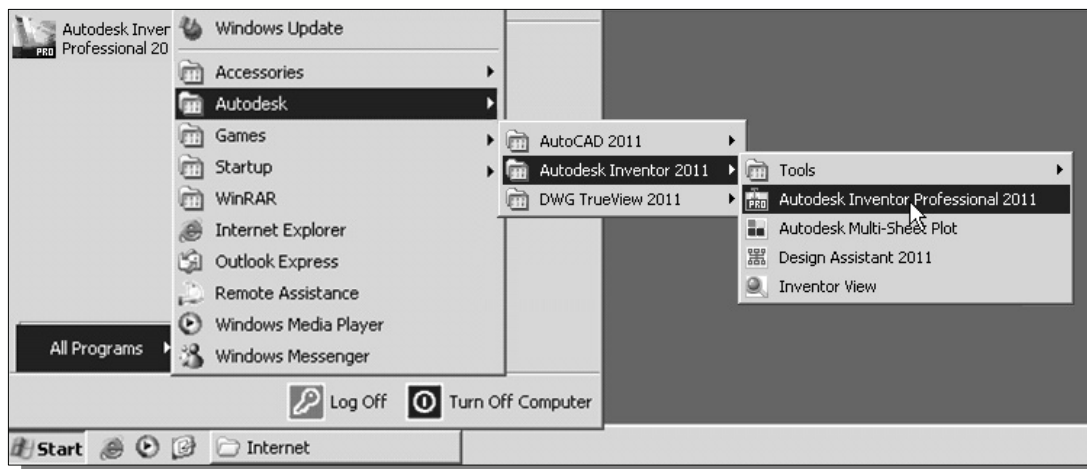 Autodesk Inver
Professional 20
PRO
All Programs
Windows Update
Accessories
Autodesk
Games
Startup
WinRAR
Internet Explorer
Outlook Express
Remote Assistance
Windows Media Player
Windows Messenger
AutoCAD 2011
Autodesk Inventor 2011
DWG TrueView 2011
Tools
PRO
Autodesk Inventor Professional 2011
Autodesk Multi-Sheet Plot
Design Assistant 2011
Inventor View
Log Off
Turn Off Computer
Start
Internet